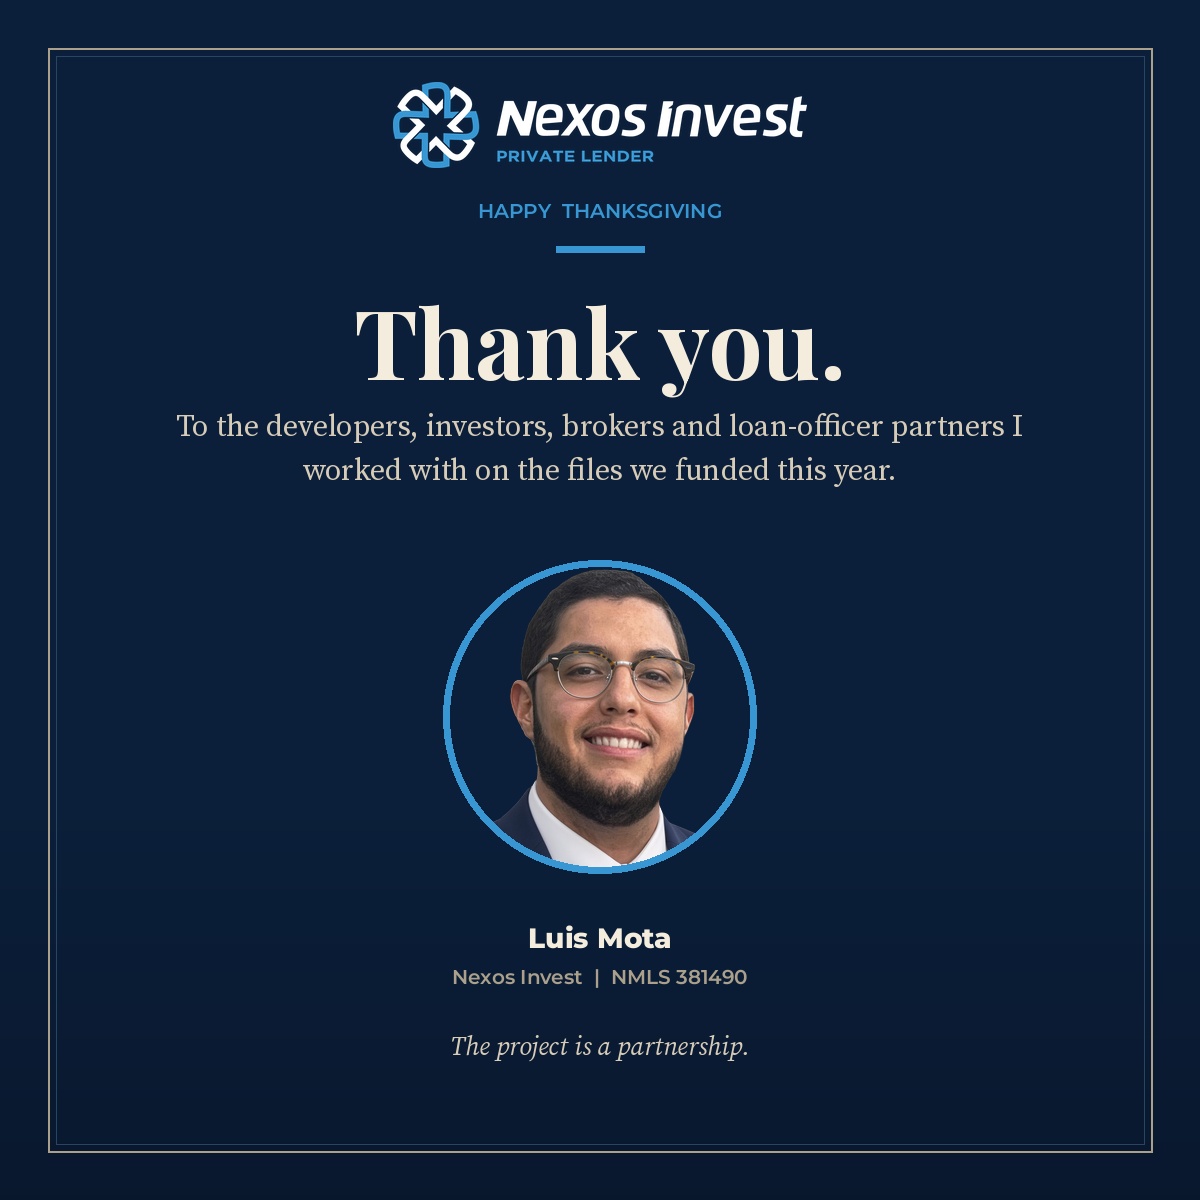 Nexos Invest
PRIVATE LENDER
HAPPY THANKSGIVING
Thank you.
To the developers, investors, brokers and loan-officer partners I
worked with on the files we funded this year.
Luis Mota
Nexos Invest | NMLS 381490
The project is a partnership.